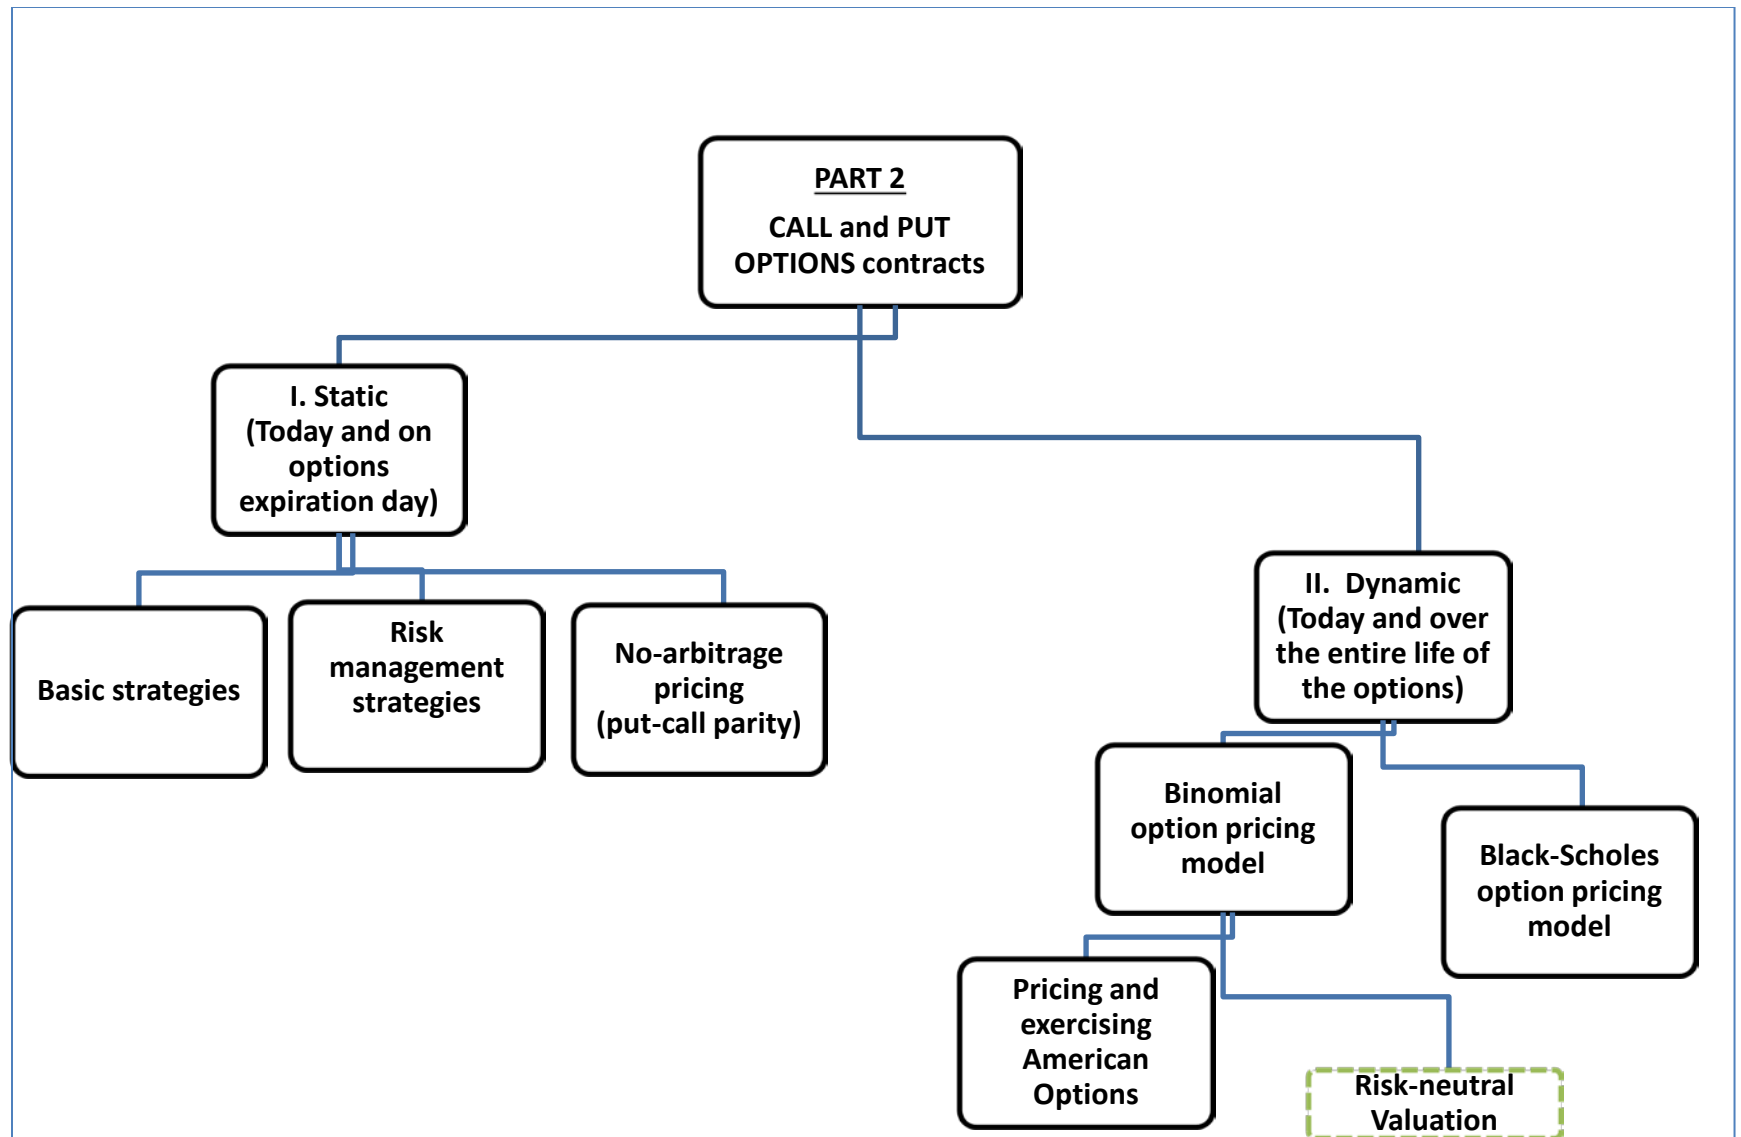 PART 2
CALL and PUT
OPTIONS contracts
I. Static
(Today and on
options
expiration day)
Basic strategies
Risk
management
strategies
No-arbitrage
pricing
(put-call parity)
II. Dynamic
(Today and over
the entire life of
the options)
Binomial
option pricing
model
Black-Scholes
option pricing
model
Pricing and
exercising
American
Options
Risk-neutral
Valuation